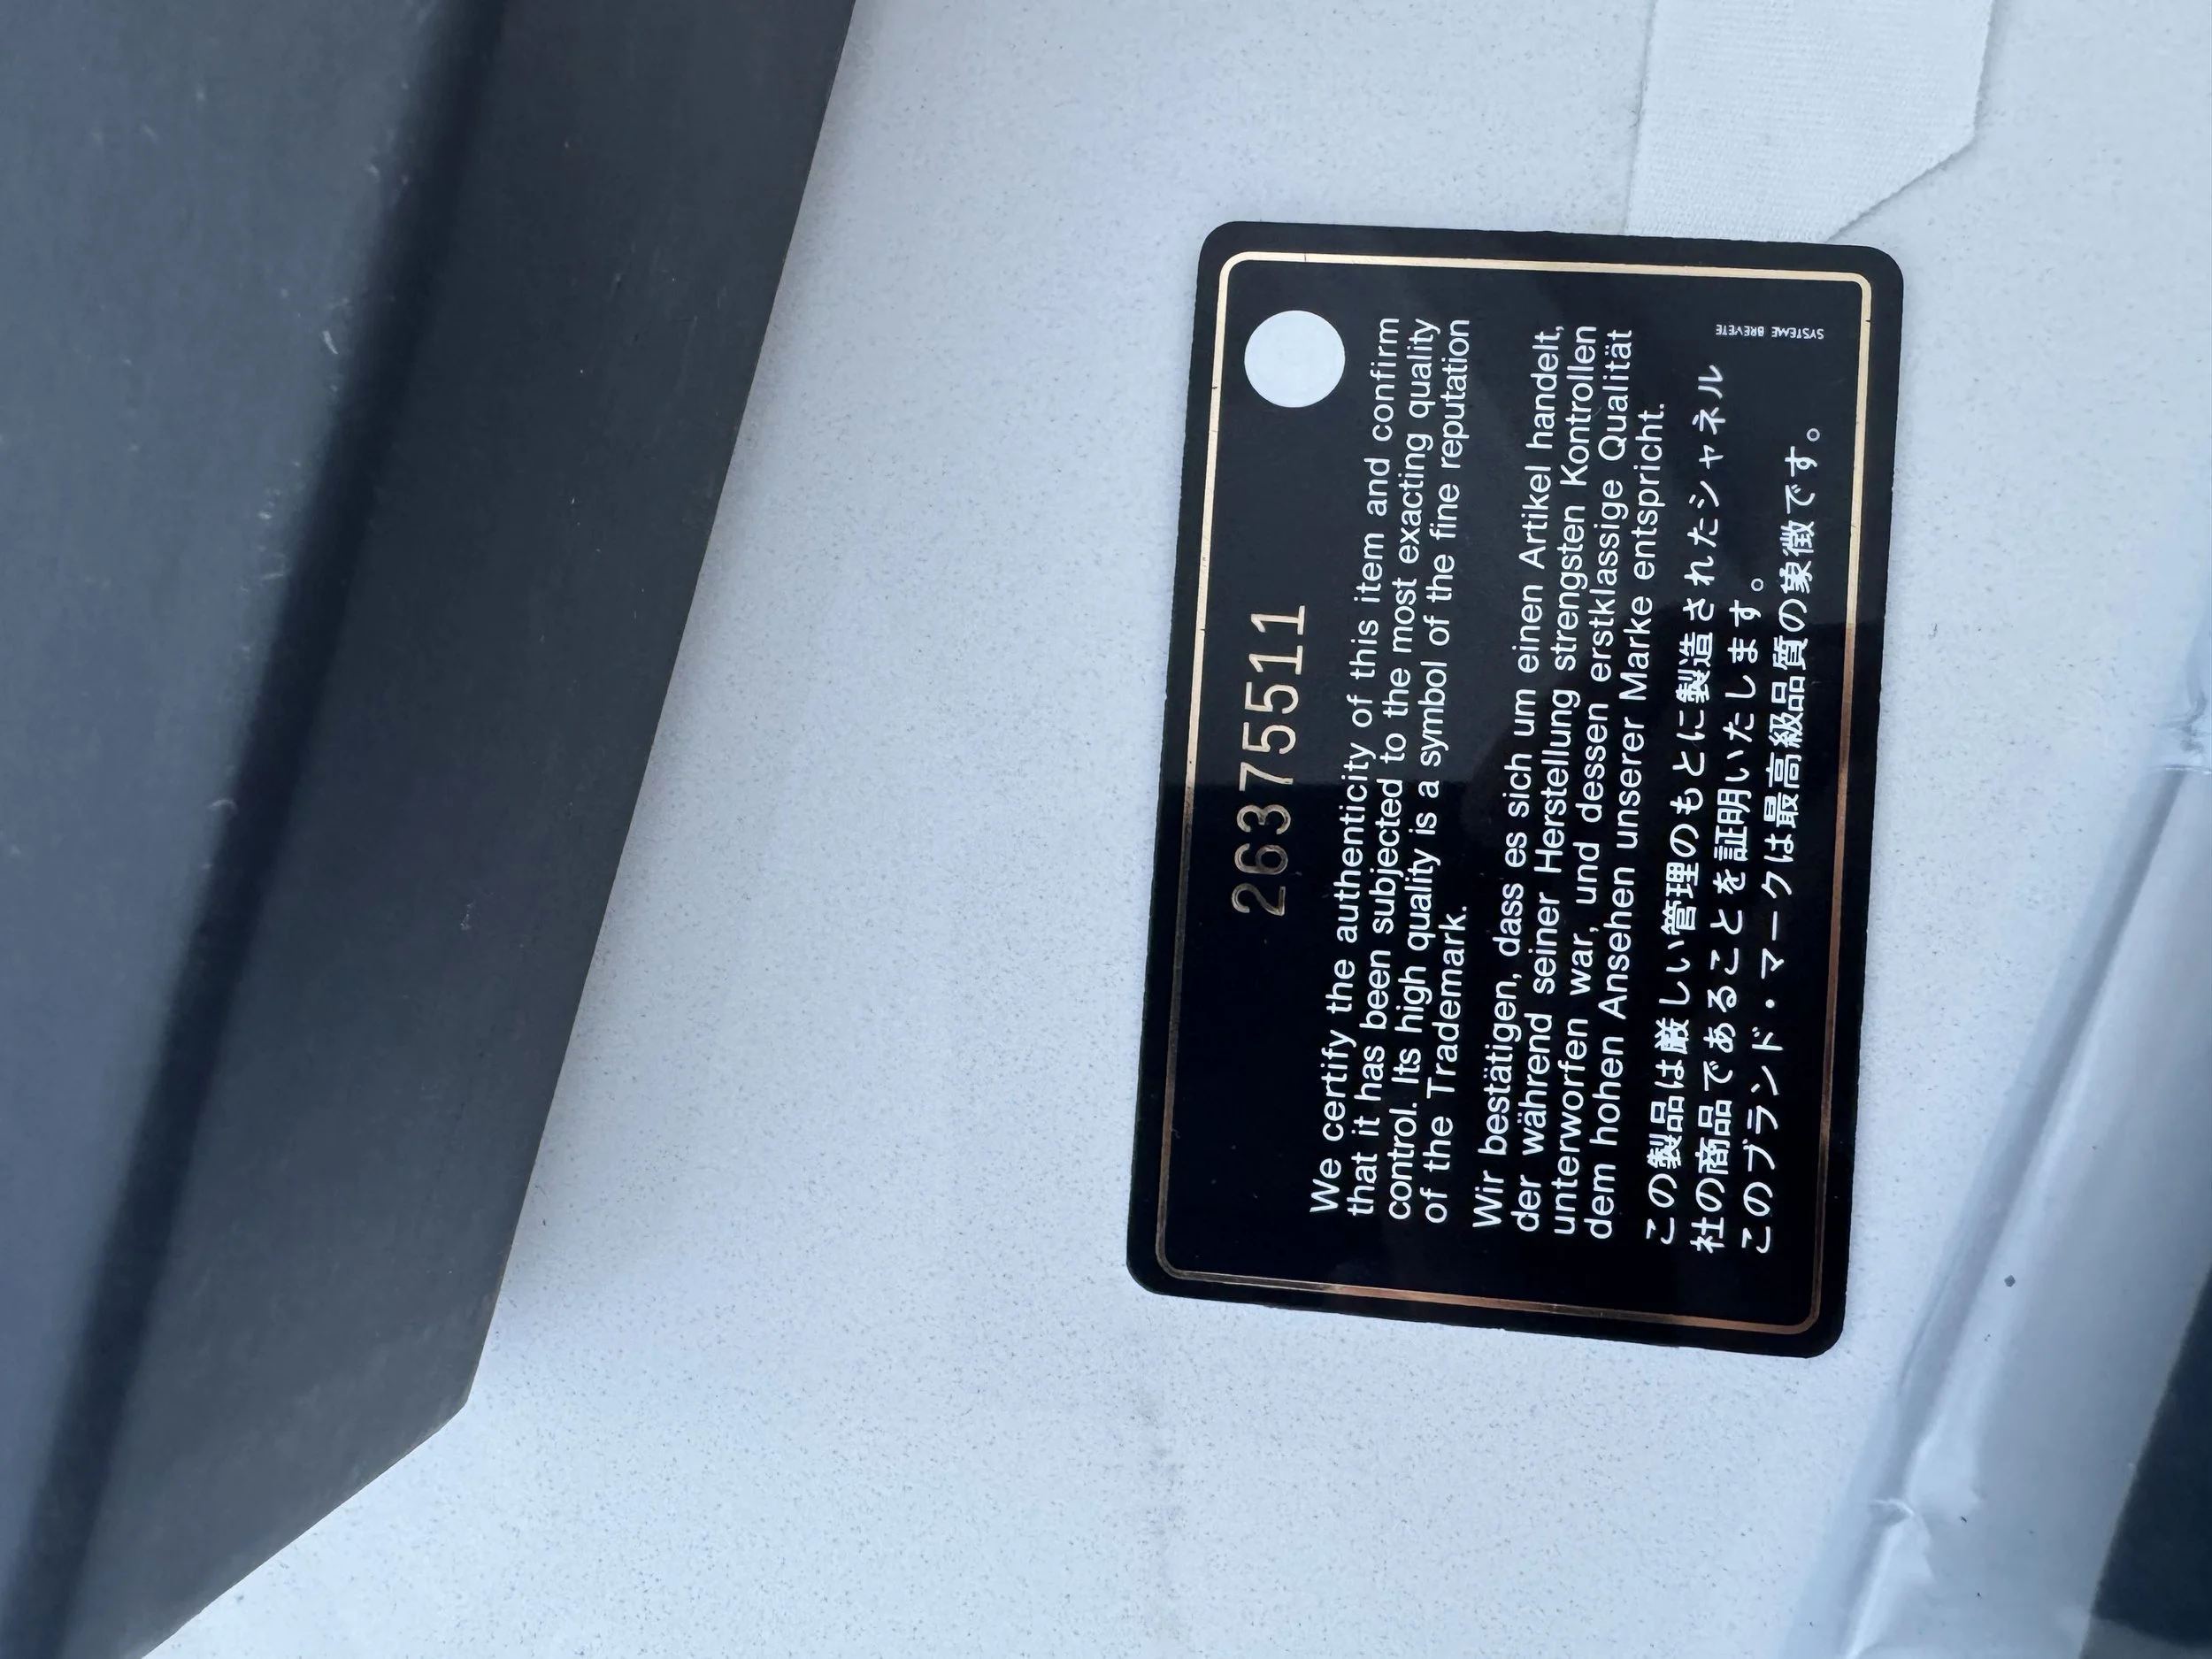 26375511
We certify the authenticity of this item and confirm
that it has been subjected to the most exacting quality
control. Its high quality is a symbol of the fine reputation
of the Trademark.
Wir bestätigen, dass es sich um einen Artikel handelt,
der während seiner Herstellung strengsten Kontrollen
unterworfen war, und dessen erstklassige Qualität
dem hohen Ansehen unserer Marke entspricht.
この製品は厳しい管理のもとに製造されたシャネル
社の商品であることを証明いたします。
このブランド・マークは最高級品質の象徴です。
SYSTEME BREVETE